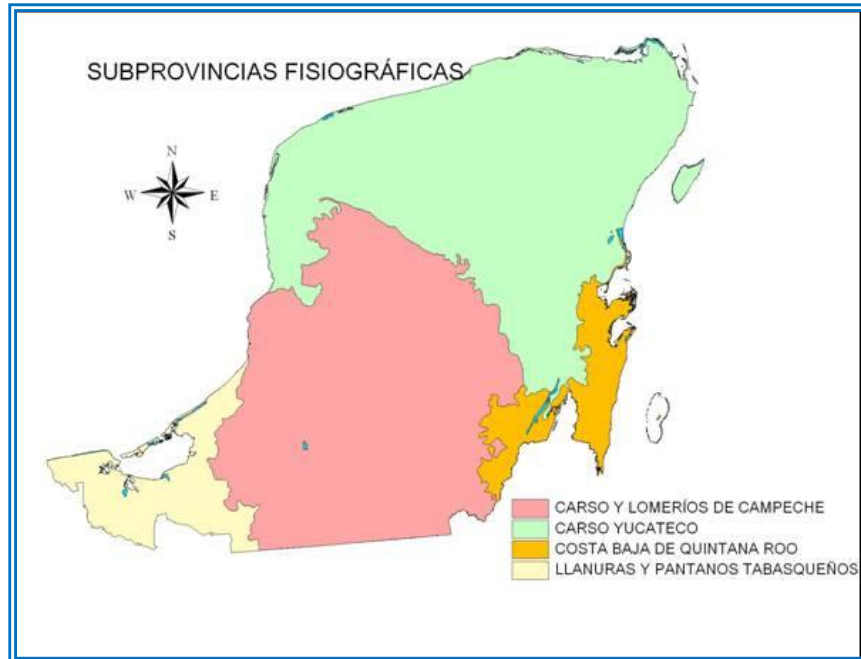 SUBPROVINCIAS FISIOGRÁFICAS
N
W E
S
CARSO Y LOMERÍOS DE CAMPECHE
CARSO YUCATECO
COSTA BAJA DE QUINTANA ROO
LLANURAS Y PANTANOS TABASQUEÑOS